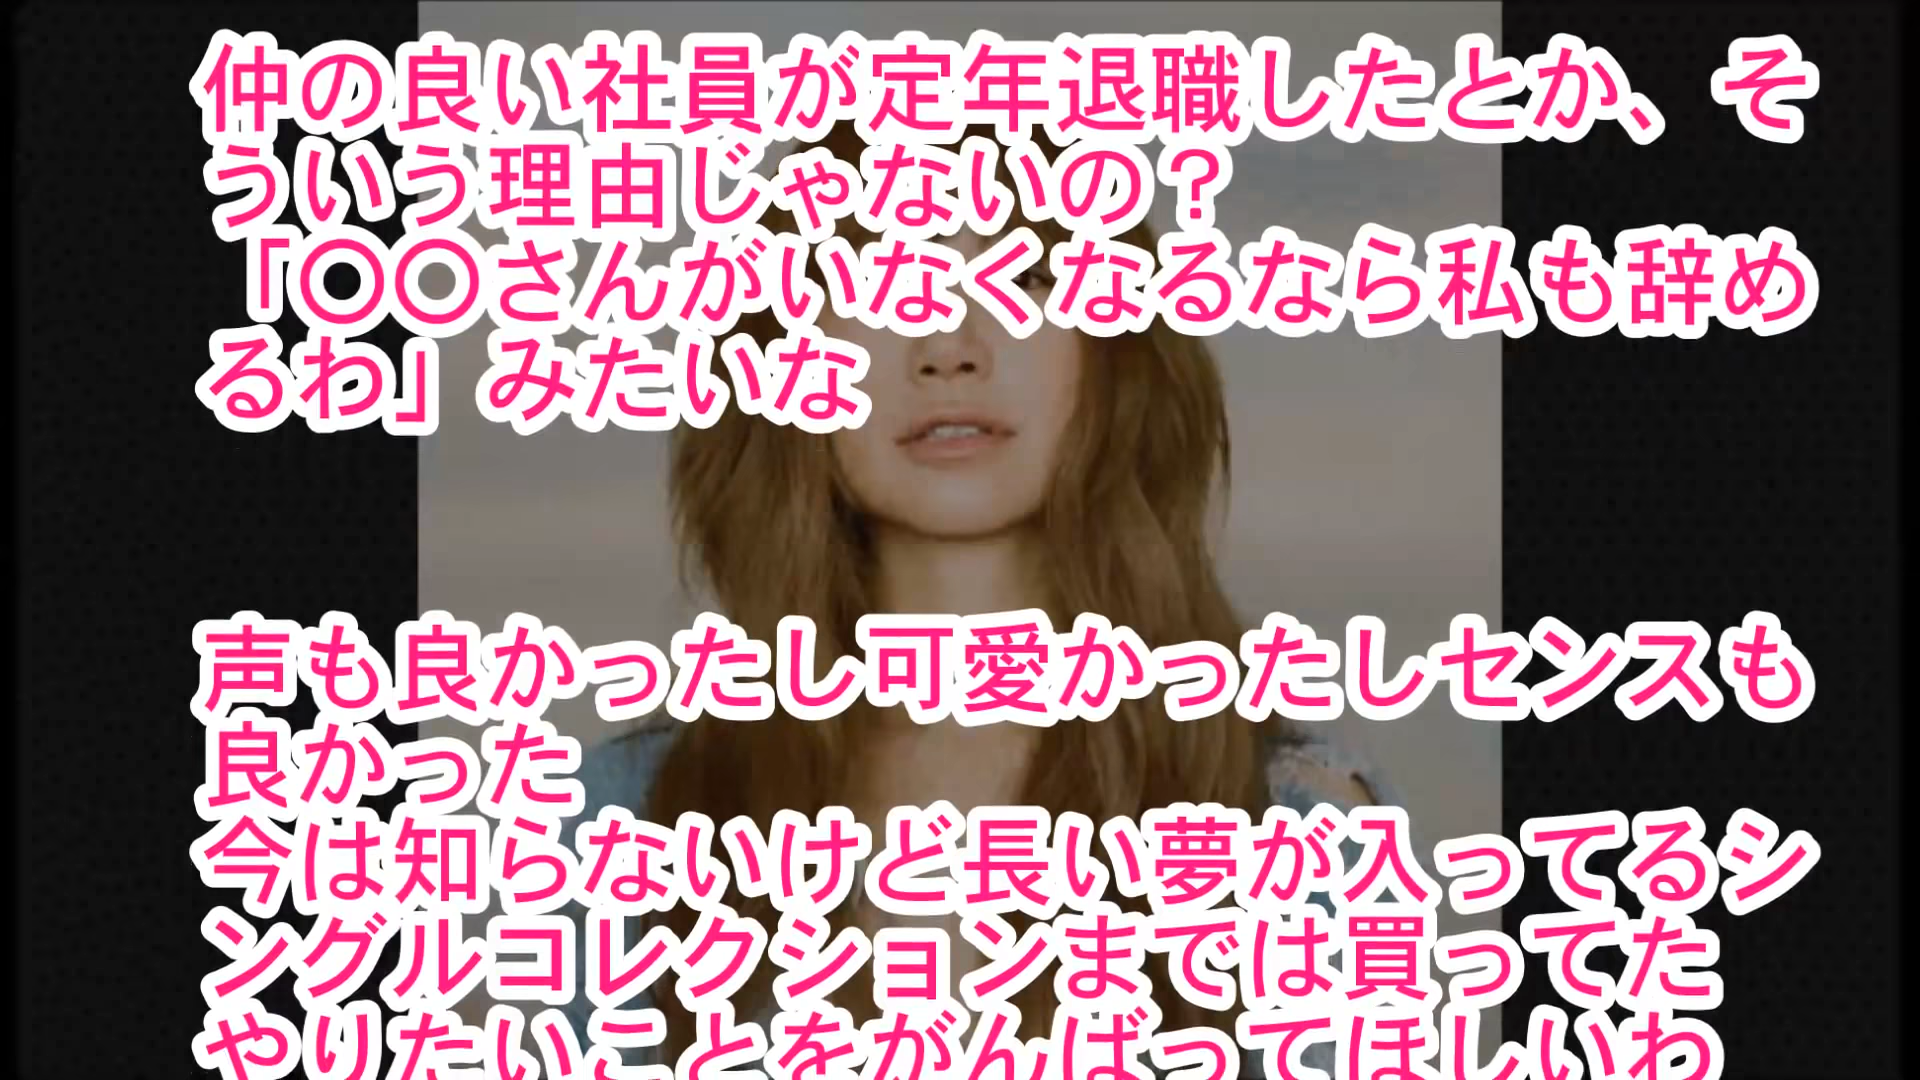 仲の良い社員が定年退職したとか、そ
ういう理由じゃないの？
「〇〇さんがいなくなるなら私も辞め
るわ」みたいな
声も良かったし可愛かったしセンスも
良かった
今は知らないけど長い夢が入ってるシ
ングルコレクションまでは買ってた
やりたいことをがんばってほしいわ